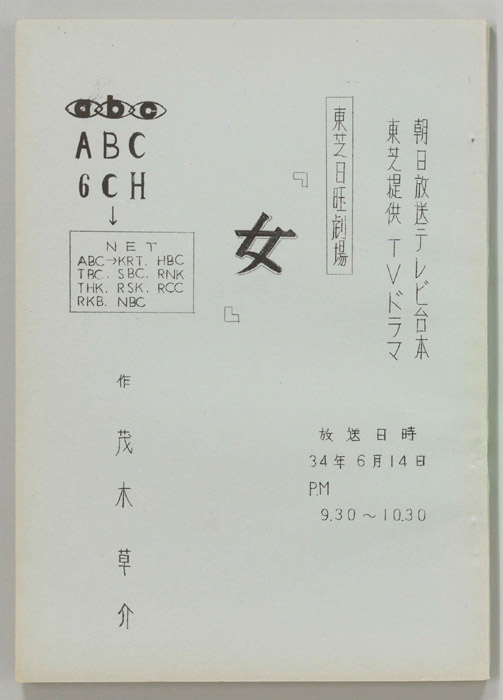 朝日放送テレビ台本
東芝提供 TVドラマ
東芝日旺劇場
『女』
abc
ABC
6CH
↓
NET
ABC→KRT. HBC
TBC. SBC. RNK
THK. RSK. RCC
RKB. NBC
放送日時
34年6月14日
P.M
9.30～10.30
作 茂木草介